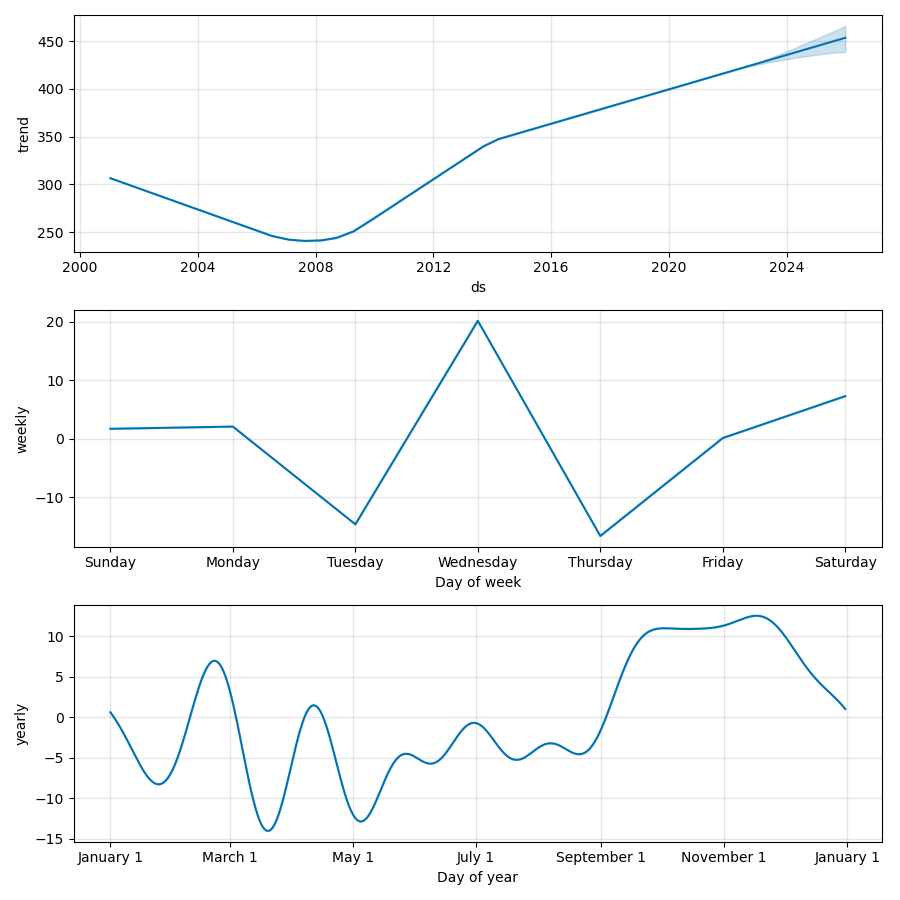 450
400
350
300
250
trend
2000 2004 2008 2012 2016 2020 2024
ds
20
10
0
−10
weekly
Sunday Monday Tuesday Wednesday Thursday Friday Saturday
Day of week
10
5
0
−5
−10
−15
yearly
January 1 March 1 May 1 July 1 September 1 November 1 January 1
Day of year